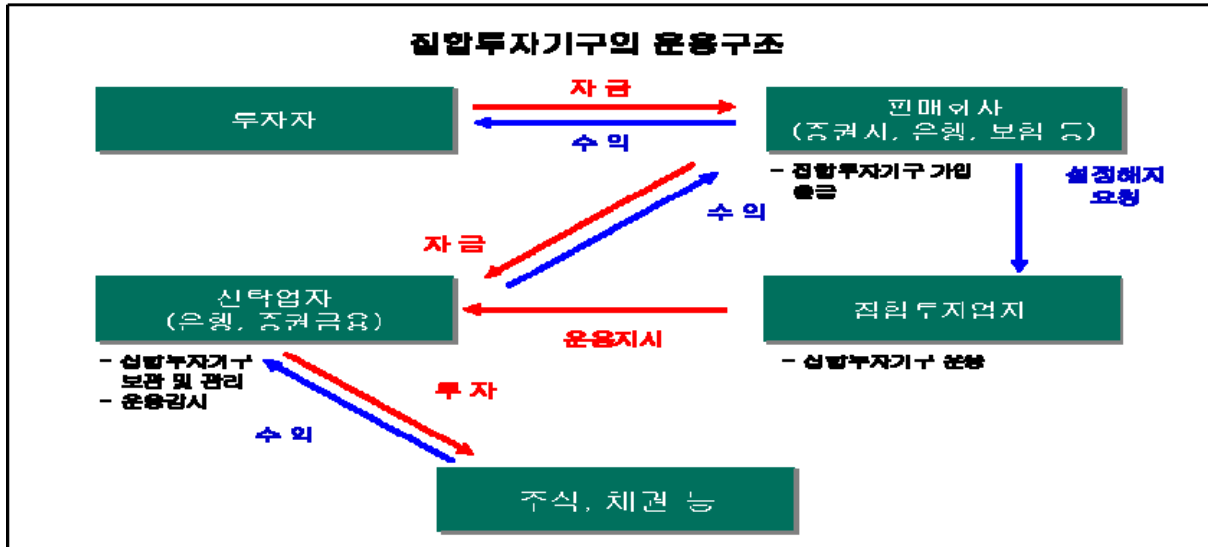 집합투자기구의 운용구조
투자자
자 금
수 익
판매회사
(증권사, 은행, 보험 등)
- 집합투자기구 가입
출금
설정해지
요청
자 금
수 익
신탁업자
(은행, 증권금융)
- 집합투자기구
보관 및 관리
- 운용감시
운용지시
집합투자업자
- 집합투자기구 운용
투 자
수 익
주식, 채권 등